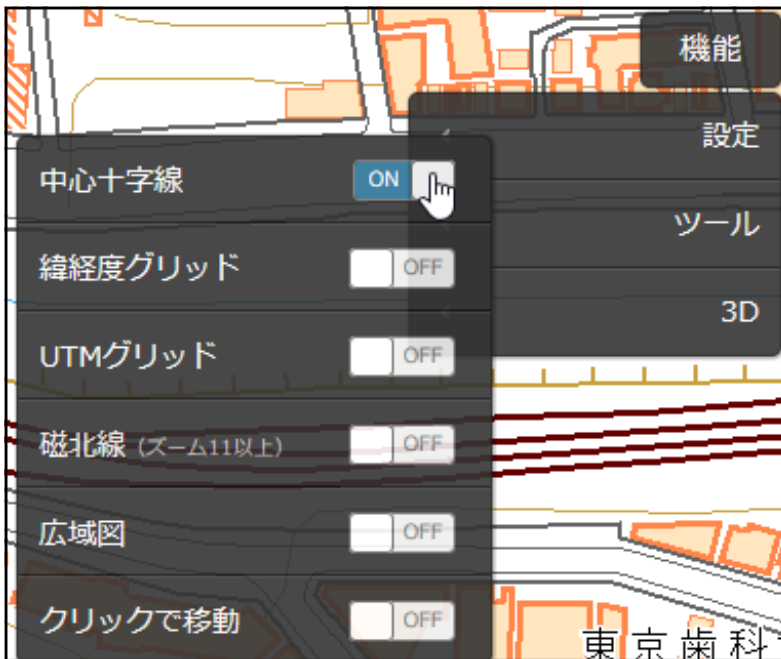 機能
設定
ツール
3D
中心十字線 ON
緯経度グリッド OFF
UTMグリッド OFF
磁北線 (ズーム11以上) OFF
広域図 OFF
クリックで移動 OFF
東京歯科